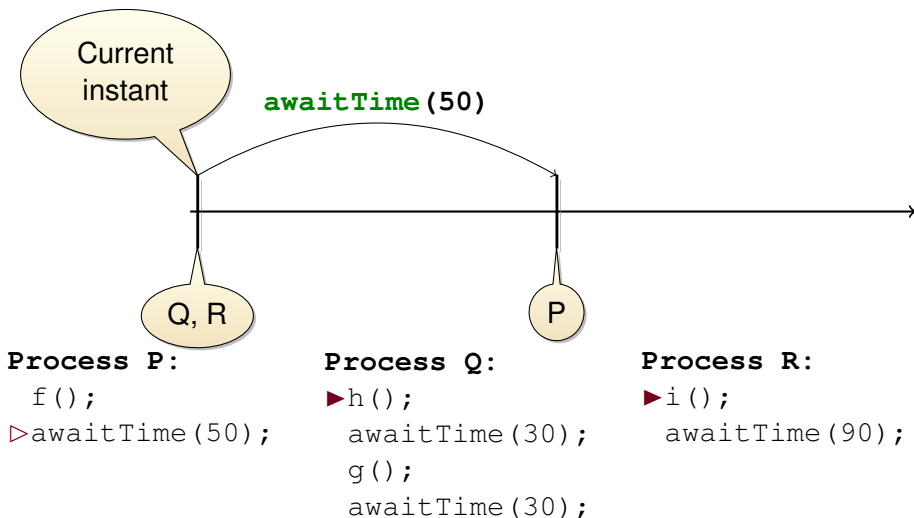 Current
instant
awaitTime(50)
Q, R
P
Process P:
f();
▷awaitTime(50);
Process Q:
►h();
awaitTime(30);
g();
awaitTime(30);
Process R:
►i();
awaitTime(90);